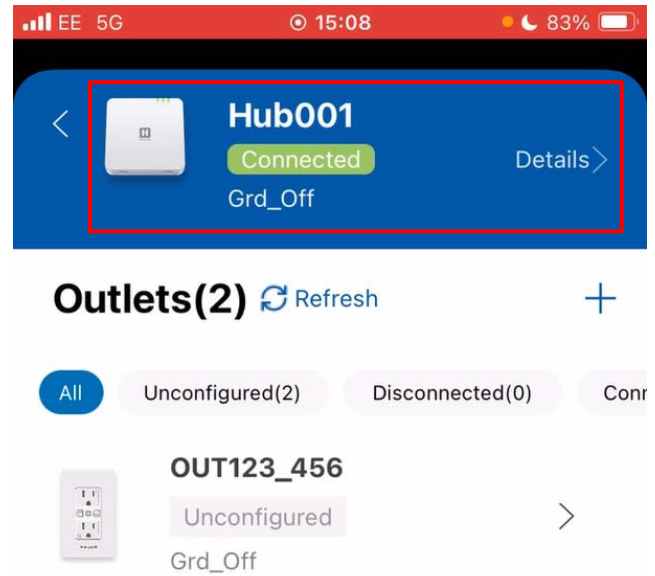 EE 5G 15:08 83%
Hub001
Connected
Details
Grd_Off
Outlets(2) Refresh
All Unconfigured(2) Disconnected(0) Conn
OUT123_456
Unconfigured
Grd_Off